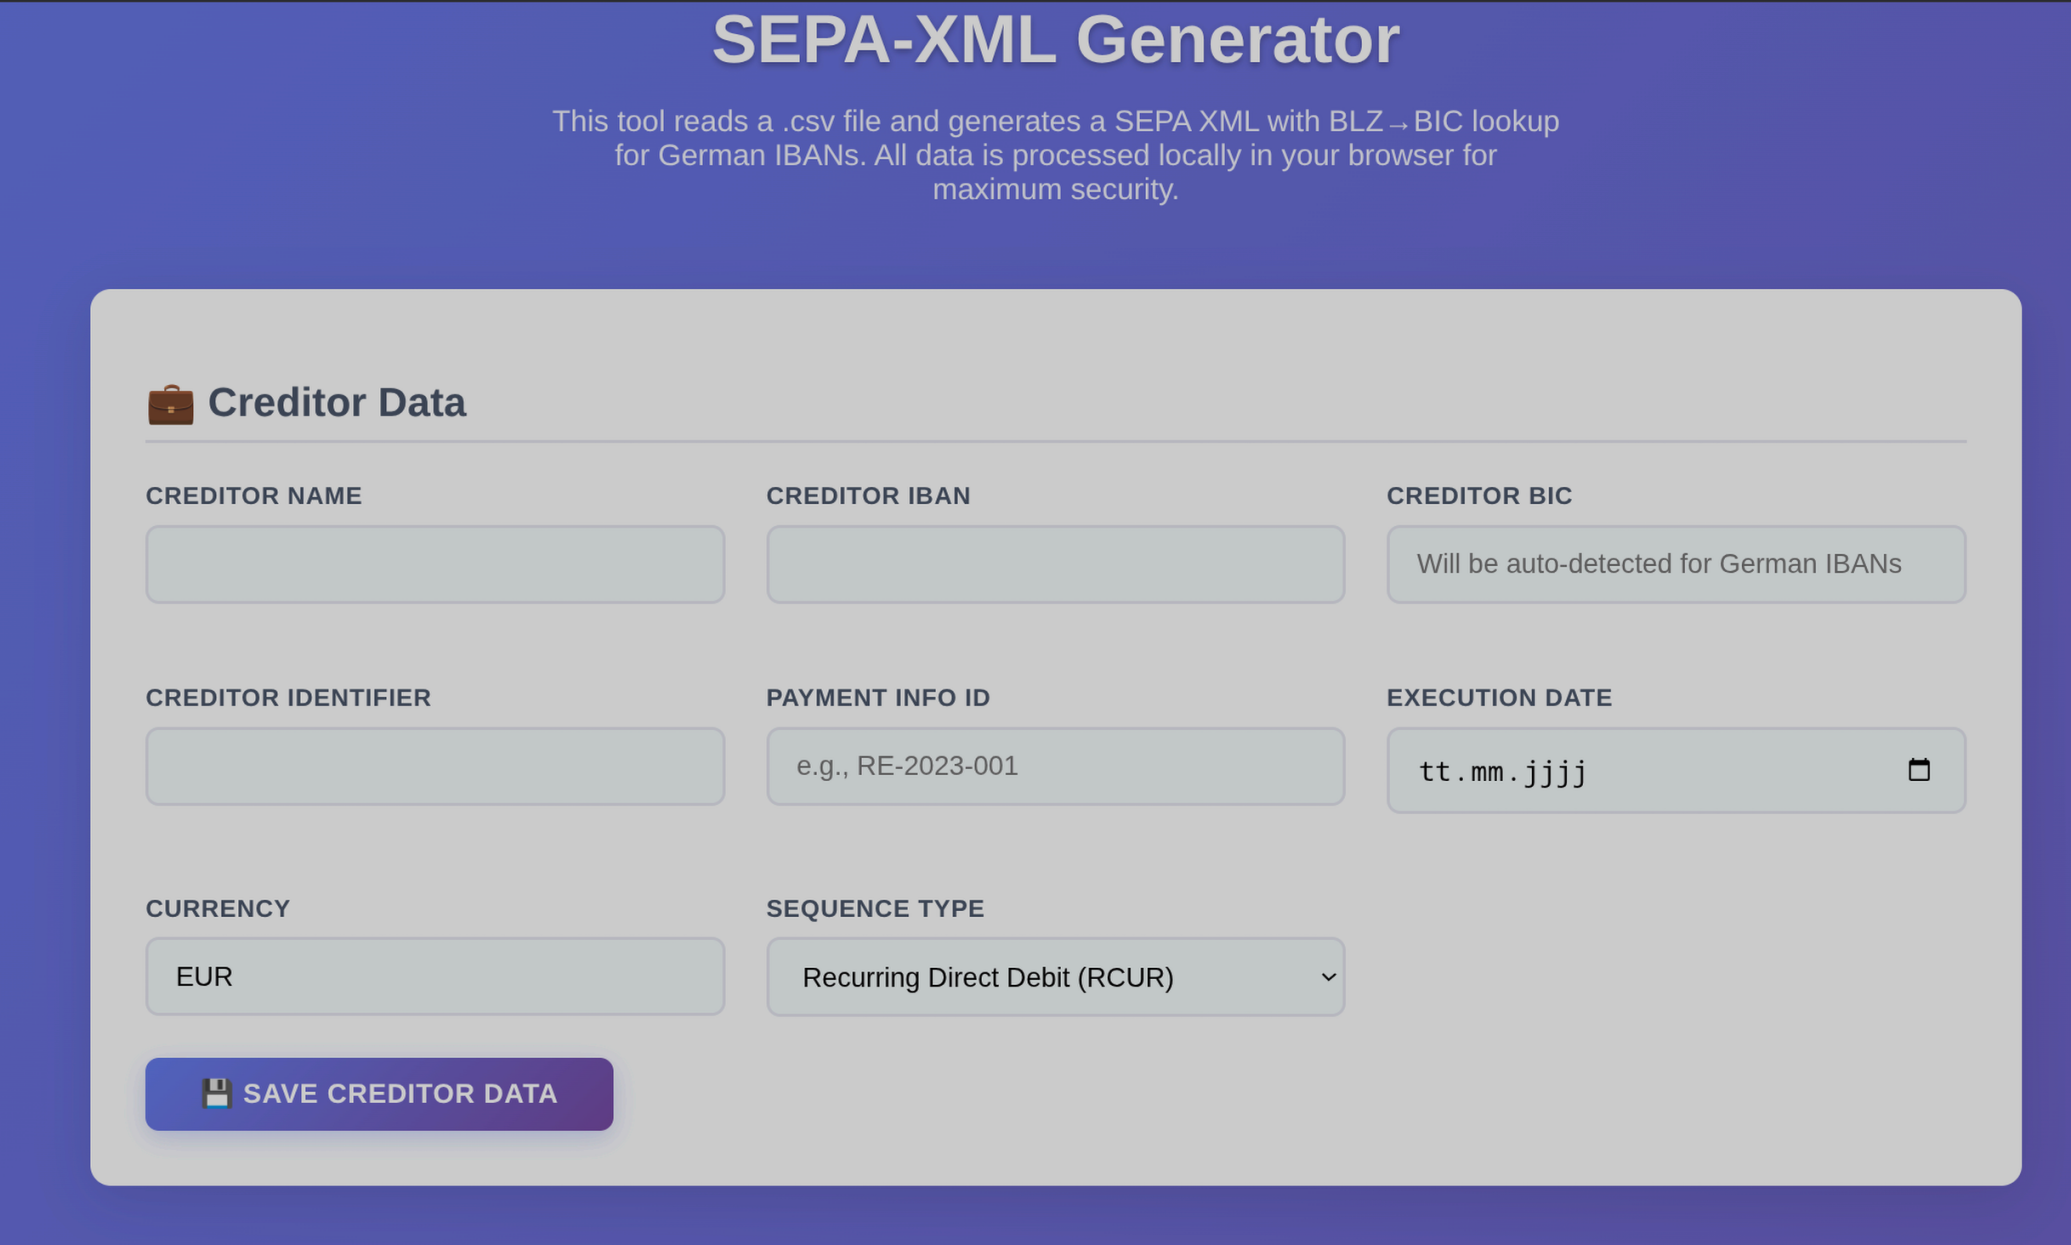 SEPA-XML Generator
This tool reads a .csv file and generates a SEPA XML with BLZ→BIC lookup
for German IBANs. All data is processed locally in your browser for
maximum security.
💼 Creditor Data
CREDITOR NAME
CREDITOR IBAN
CREDITOR BIC
Will be auto-detected for German IBANs
CREDITOR IDENTIFIER
PAYMENT INFO ID
EXECUTION DATE
e.g., RE-2023-001
tt.mm.jjjj
CURRENCY
SEQUENCE TYPE
EUR
Recurring Direct Debit (RCUR)
💾 SAVE CREDITOR DATA